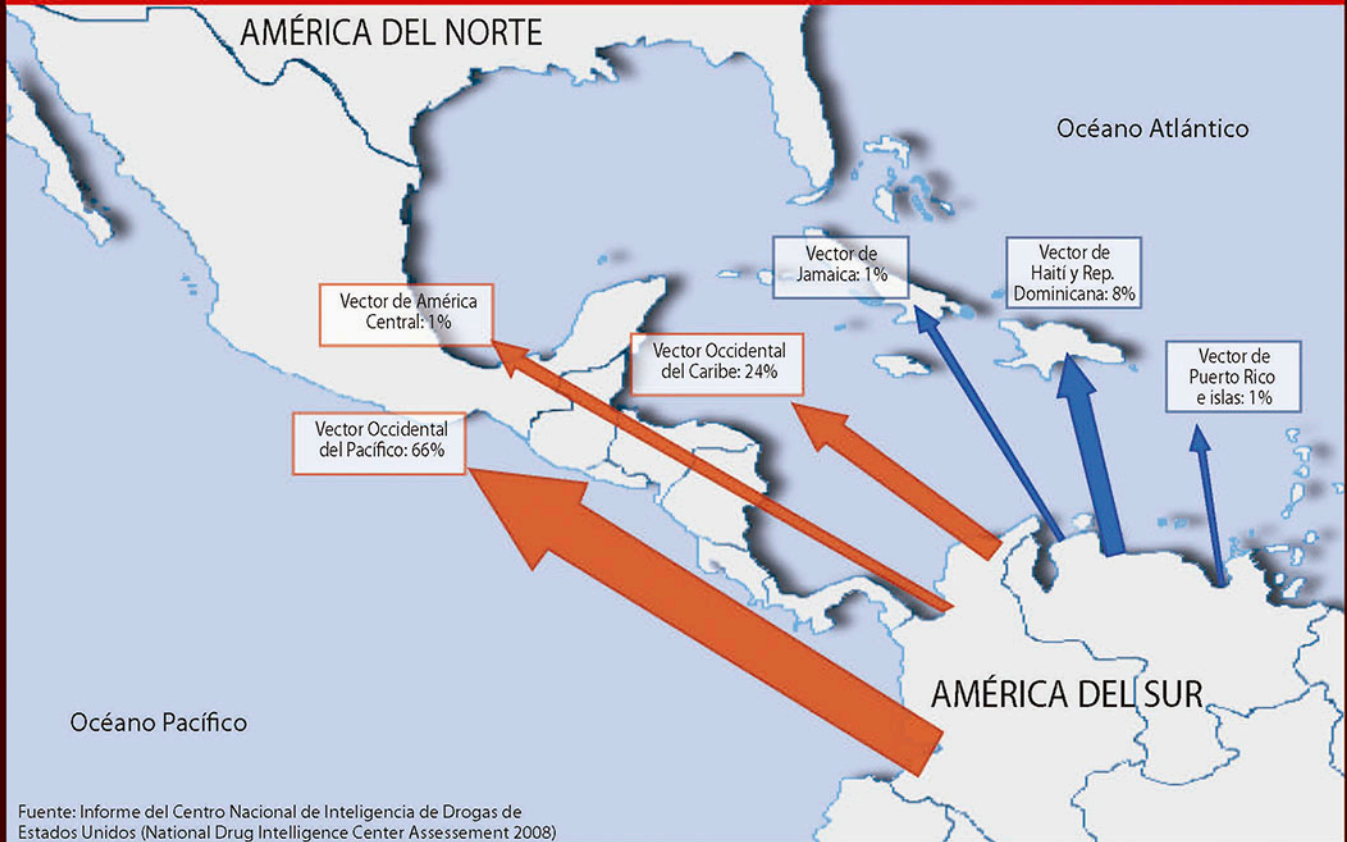 AMÉRICA DEL NORTE
Océano Atlántico
Vector de
Jamaica: 1%
Vector de
Haití y Rep.
Dominicana: 8%
Vector de América
Central: 1%
Vector Occidental
del Caribe: 24%
Vector de
Puerto Rico
e islas: 1%
Vector Occidental
del Pacífico: 66%
AMÉRICA DEL SUR
Océano Pacífico
Fuente: Informe del Centro Nacional de Inteligencia de Drogas de
Estados Unidos (National Drug Intelligence Center Assessement 2008)